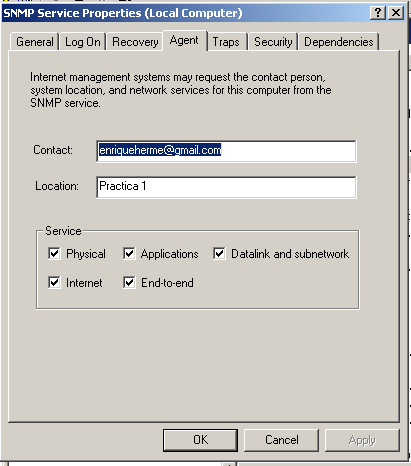 SNMP Service Properties (Local Computer)
General Log On Recovery Agent Traps Security Dependencies
Internet management systems may request the contact person,
system location, and network services for this computer from the
SNMP service.
Contact: enriqueherme@gmail.com
Location: Practica 1
Service
Physical Applications Datalink and subnetwork
Internet End-to-end
OK Cancel Apply